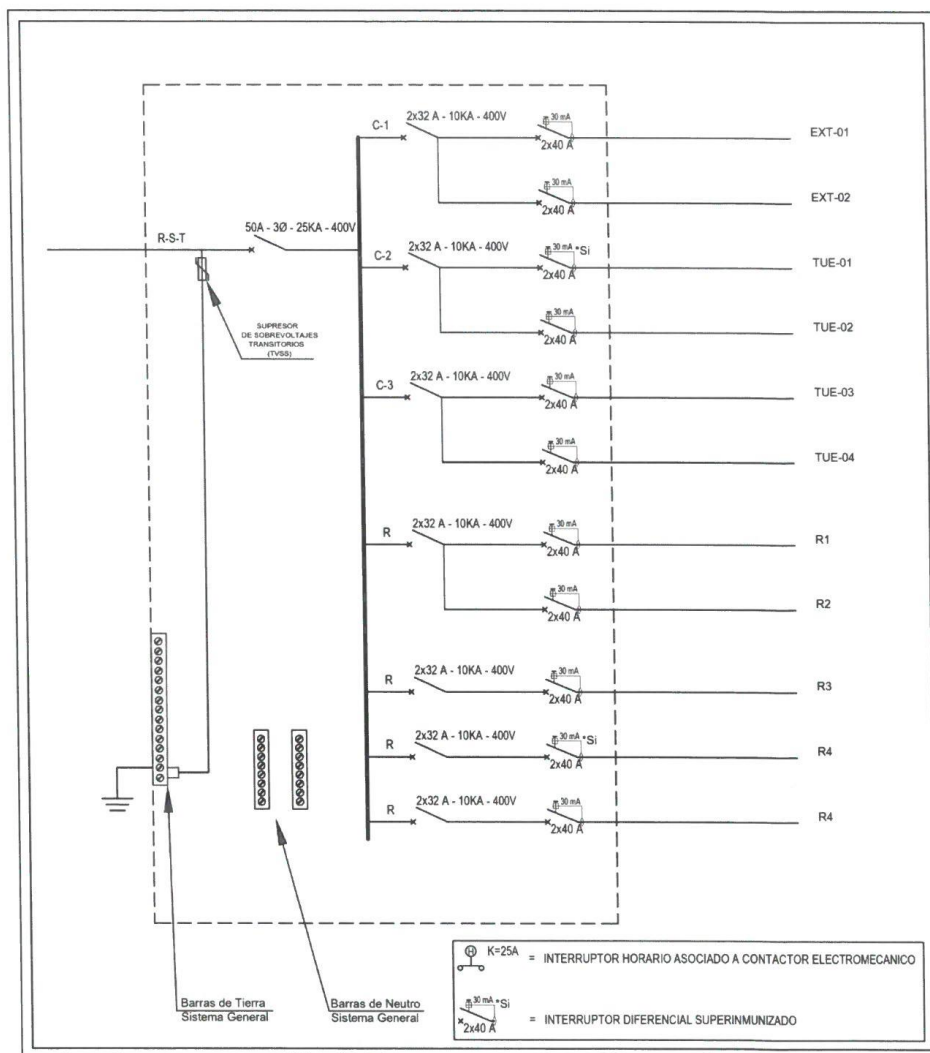 C-1
2x32 A - 10KA - 400V
30 mA
2x40 A
EXT-01
30 mA
2x40 A
EXT-02
R-S-T
50A - 3Ø - 25KA - 400V
C-2
2x32 A - 10KA - 400V
30 mA *Si
2x40 A
TUE-01
30 mA
2x40 A
TUE-02
SUPRESOR
DE SOBREVOLTAJES
TRANSITORIOS
(TVSS)
C-3
2x32 A - 10KA - 400V
30 mA
2x40 A
TUE-03
30 mA
2x40 A
TUE-04
R
2x32 A - 10KA - 400V
30 mA
2x40 A
R1
30 mA
2x40 A
R2
R
2x32 A - 10KA - 400V
30 mA
2x40 A
R3
R
2x32 A - 10KA - 400V
30 mA *Si
2x40 A
R4
R
2x32 A - 10KA - 400V
30 mA
2x40 A
R4
Barras de Tierra
Sistema General
Barras de Neutro
Sistema General
H K=25A = INTERRUPTOR HORARIO ASOCIADO A CONTACTOR ELECTROMECANICO
30 mA *Si
2x40 A = INTERRUPTOR DIFERENCIAL SUPERINMUNIZADO